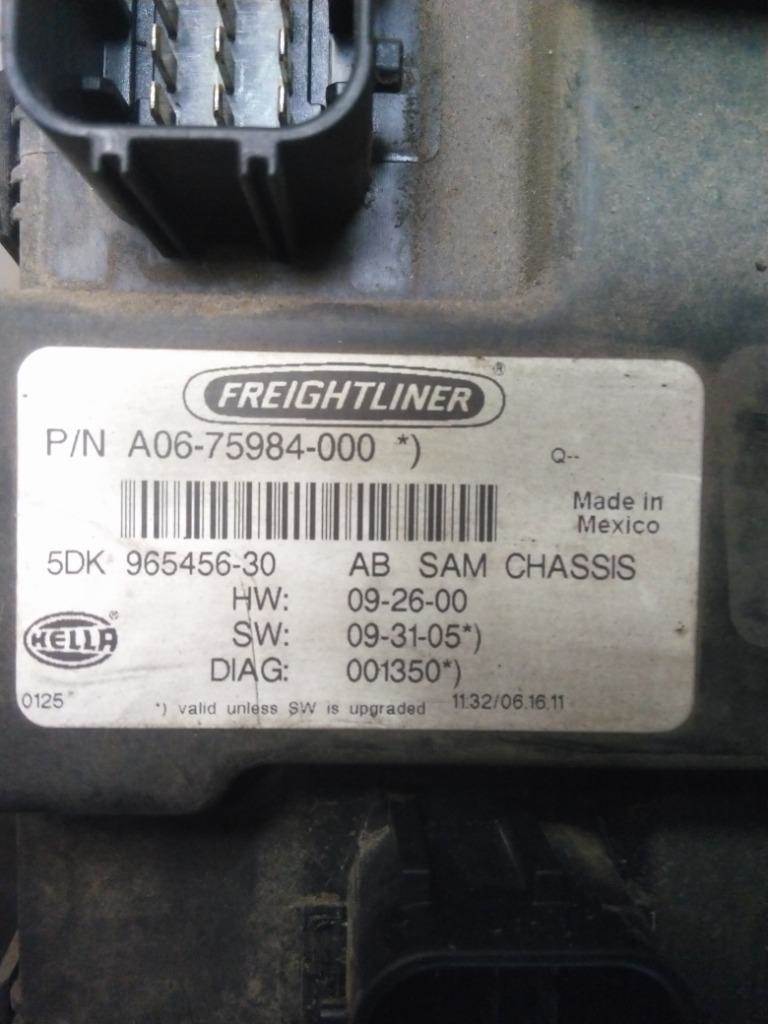 FREIGHTLINER®
P/N A06-75984-000 *)
Q--
Made in
Mexico
5DK 965456-30 AB SAM CHASSIS
HW: 09-26-00
HELLA®
SW: 09-31-05*)
DIAG: 001350*)
0125
*) valid unless SW is upgraded 11:32/06.16.11